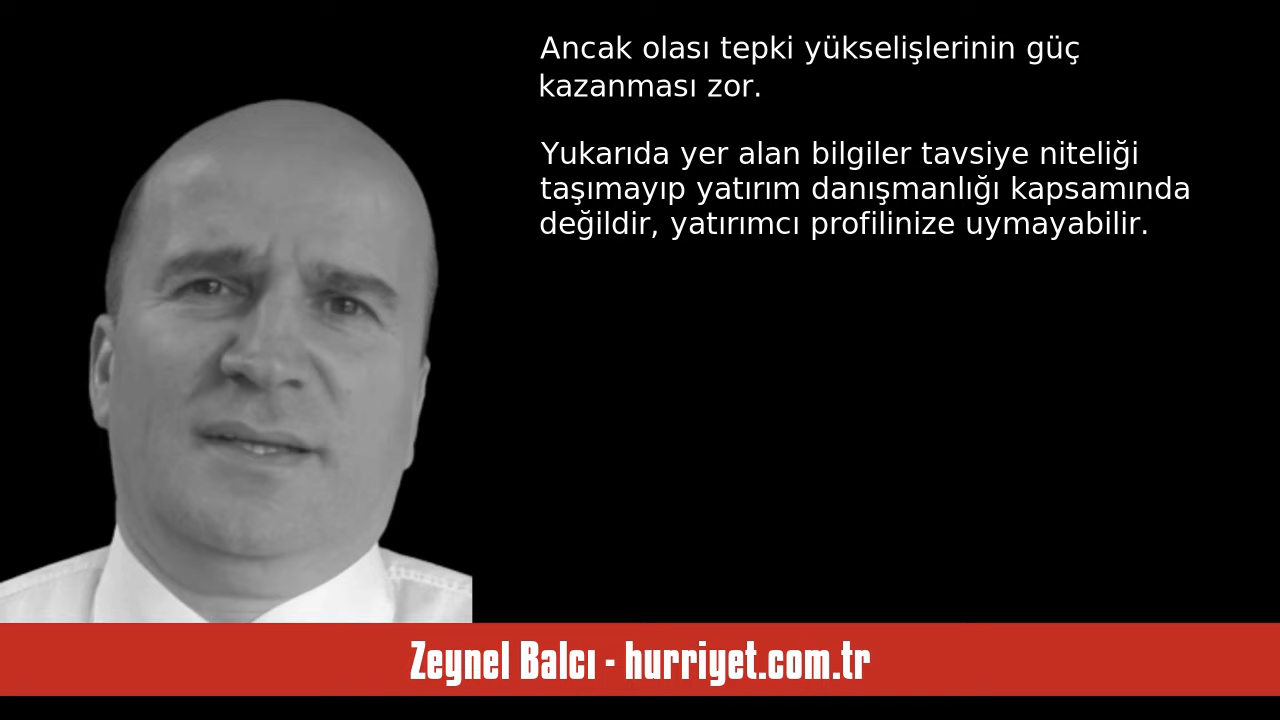 Ancak olası tepki yükselişlerinin güç
kazanması zor.
Yukarıda yer alan bilgiler tavsiye niteliği
taşımayıp yatırım danışmanlığı kapsamında
değildir, yatırımcı profilinize uymayabilir.
Zeynel Balcı - hurriyet.com.tr